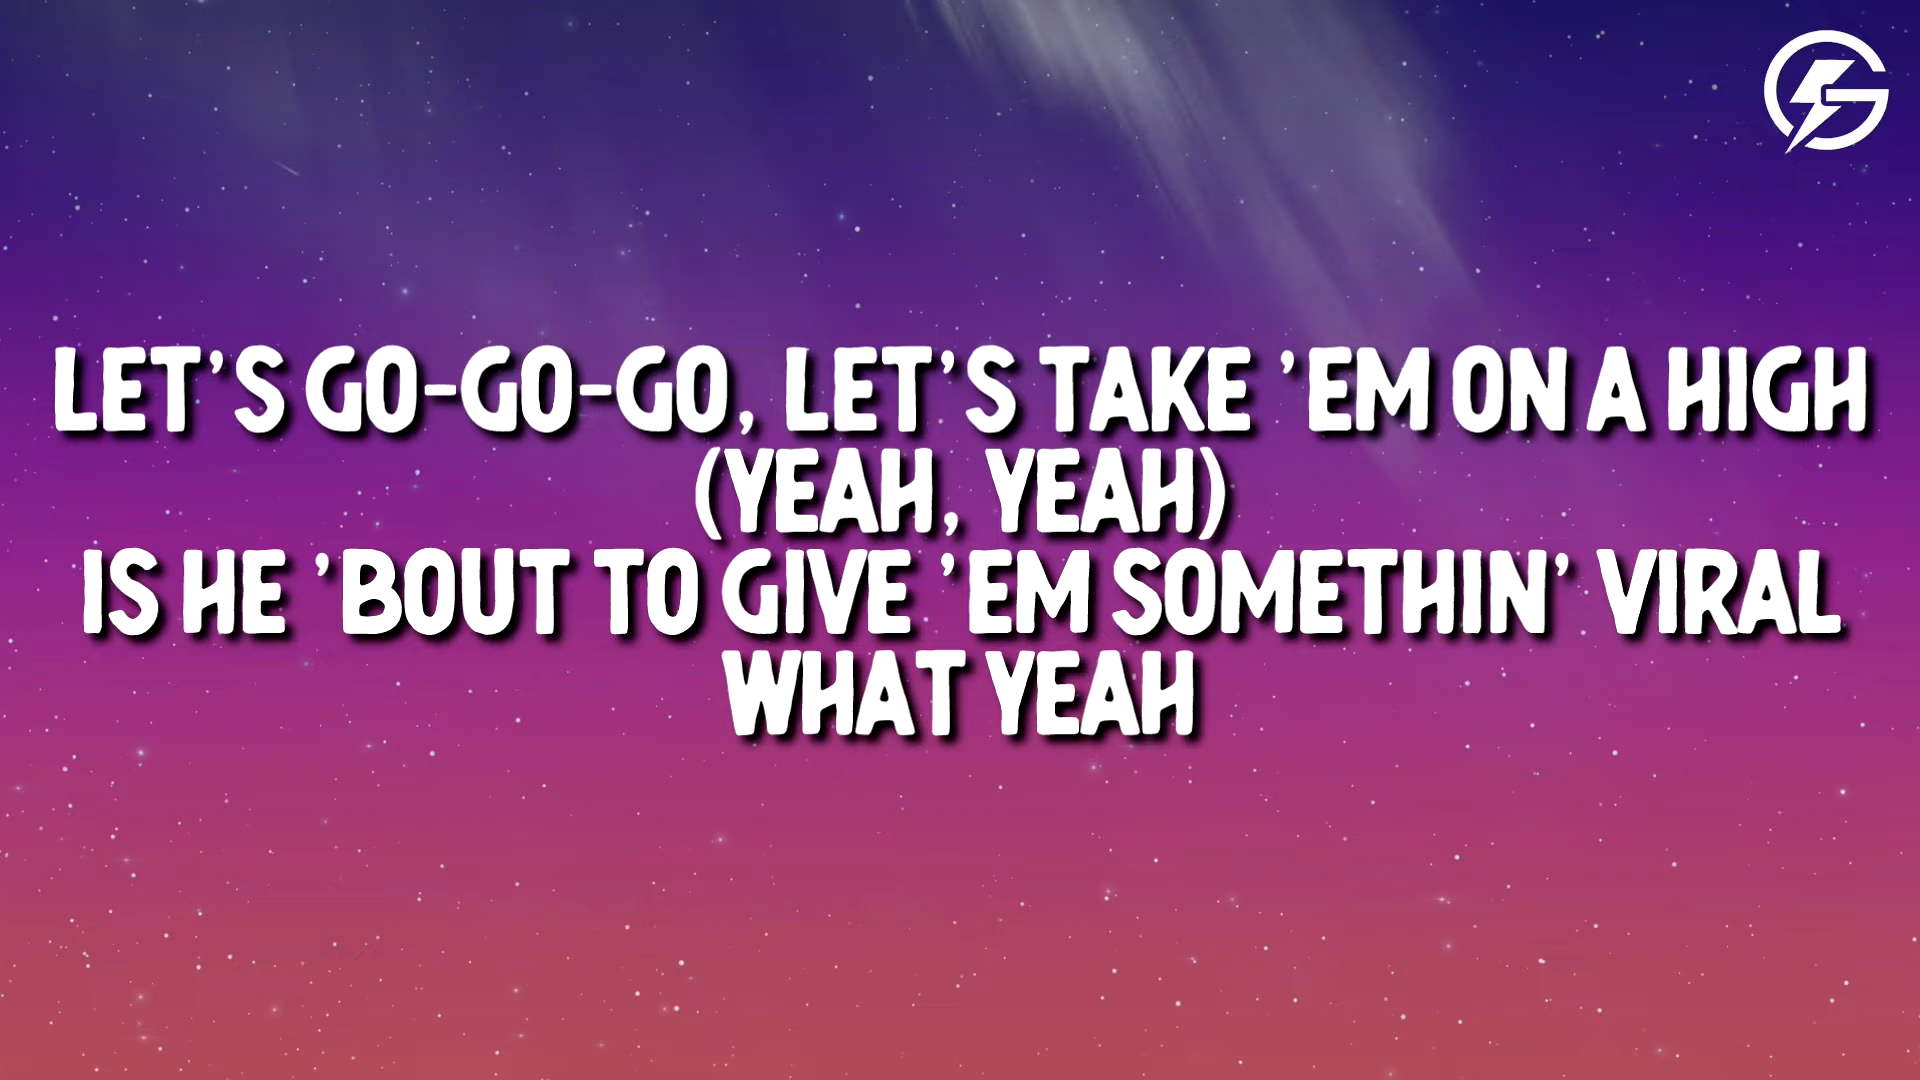 LET'S GO-GO-GO, LET'S TAKE 'EM ON A HIGH
(YEAH, YEAH)
IS HE 'BOUT TO GIVE 'EM SOMETHIN' VIRAL
WHAT YEAH